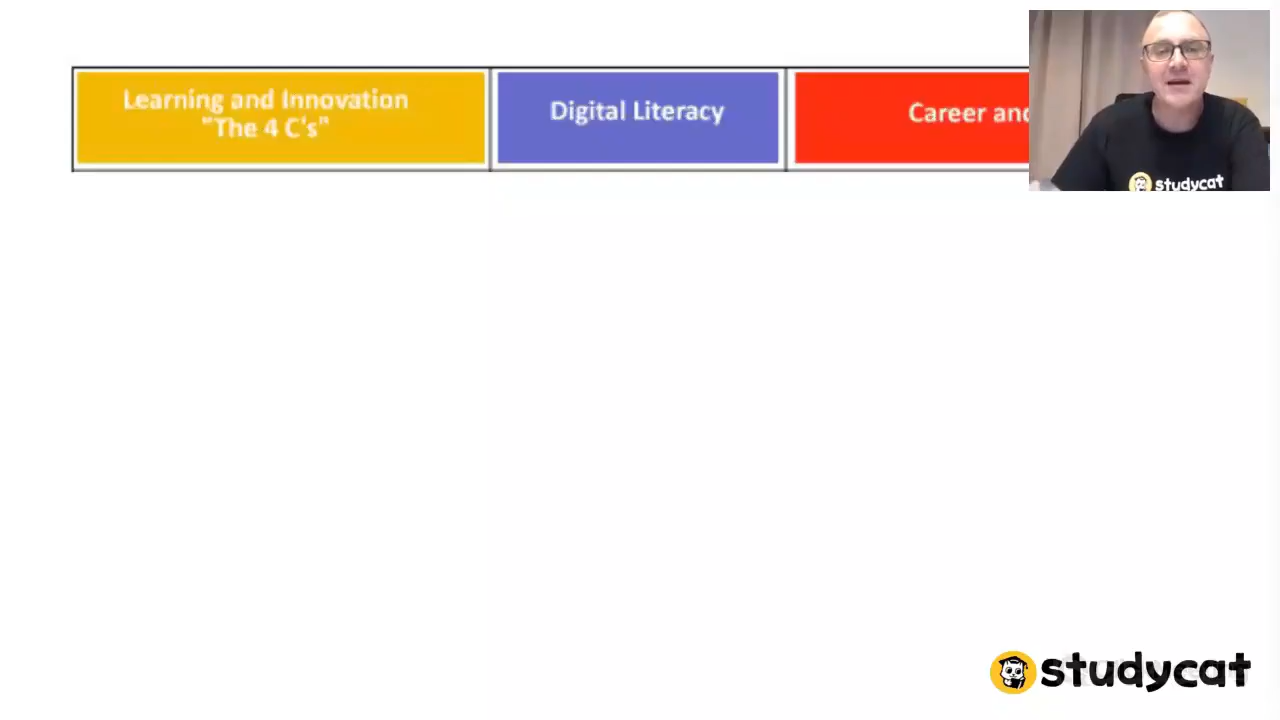 Learning and Innovation
"The 4 C's"
Digital Literacy
Career and
studycat
studycat